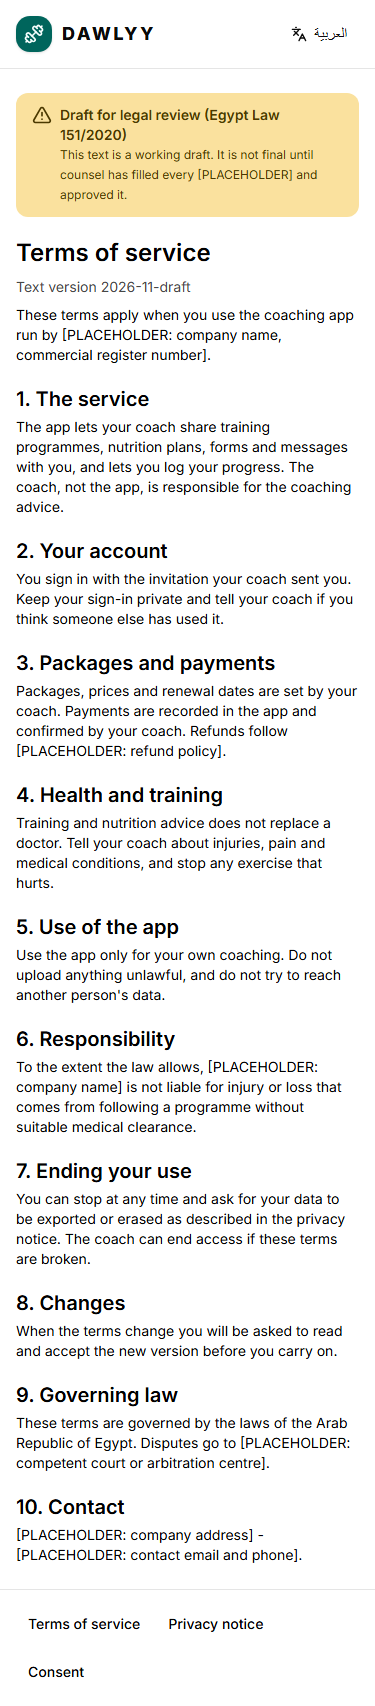 DAWLYY
العربية
Draft for legal review (Egypt Law
151/2020)
This text is a working draft. It is not final until
counsel has filled every [PLACEHOLDER] and
approved it.
Terms of service
Text version 2026-11-draft
These terms apply when you use the coaching app
run by [PLACEHOLDER: company name,
commercial register number].
1. The service
The app lets your coach share training
programmes, nutrition plans, forms and messages
with you, and lets you log your progress. The
coach, not the app, is responsible for the coaching
advice.
2. Your account
You sign in with the invitation your coach sent you.
Keep your sign-in private and tell your coach if you
think someone else has used it.
3. Packages and payments
Packages, prices and renewal dates are set by your
coach. Payments are recorded in the app and
confirmed by your coach. Refunds follow
[PLACEHOLDER: refund policy].
4. Health and training
Training and nutrition advice does not replace a
doctor. Tell your coach about injuries, pain and
medical conditions, and stop any exercise that
hurts.
5. Use of the app
Use the app only for your own coaching. Do not
upload anything unlawful, and do not try to reach
another person's data.
6. Responsibility
To the extent the law allows, [PLACEHOLDER:
company name] is not liable for injury or loss that
comes from following a programme without
suitable medical clearance.
7. Ending your use
You can stop at any time and ask for your data to
be exported or erased as described in the privacy
notice. The coach can end access if these terms
are broken.
8. Changes
When the terms change you will be asked to read
and accept the new version before you carry on.
9. Governing law
These terms are governed by the laws of the Arab
Republic of Egypt. Disputes go to [PLACEHOLDER:
competent court or arbitration centre].
10. Contact
[PLACEHOLDER: company address] -
[PLACEHOLDER: contact email and phone].
Terms of service Privacy notice
Consent